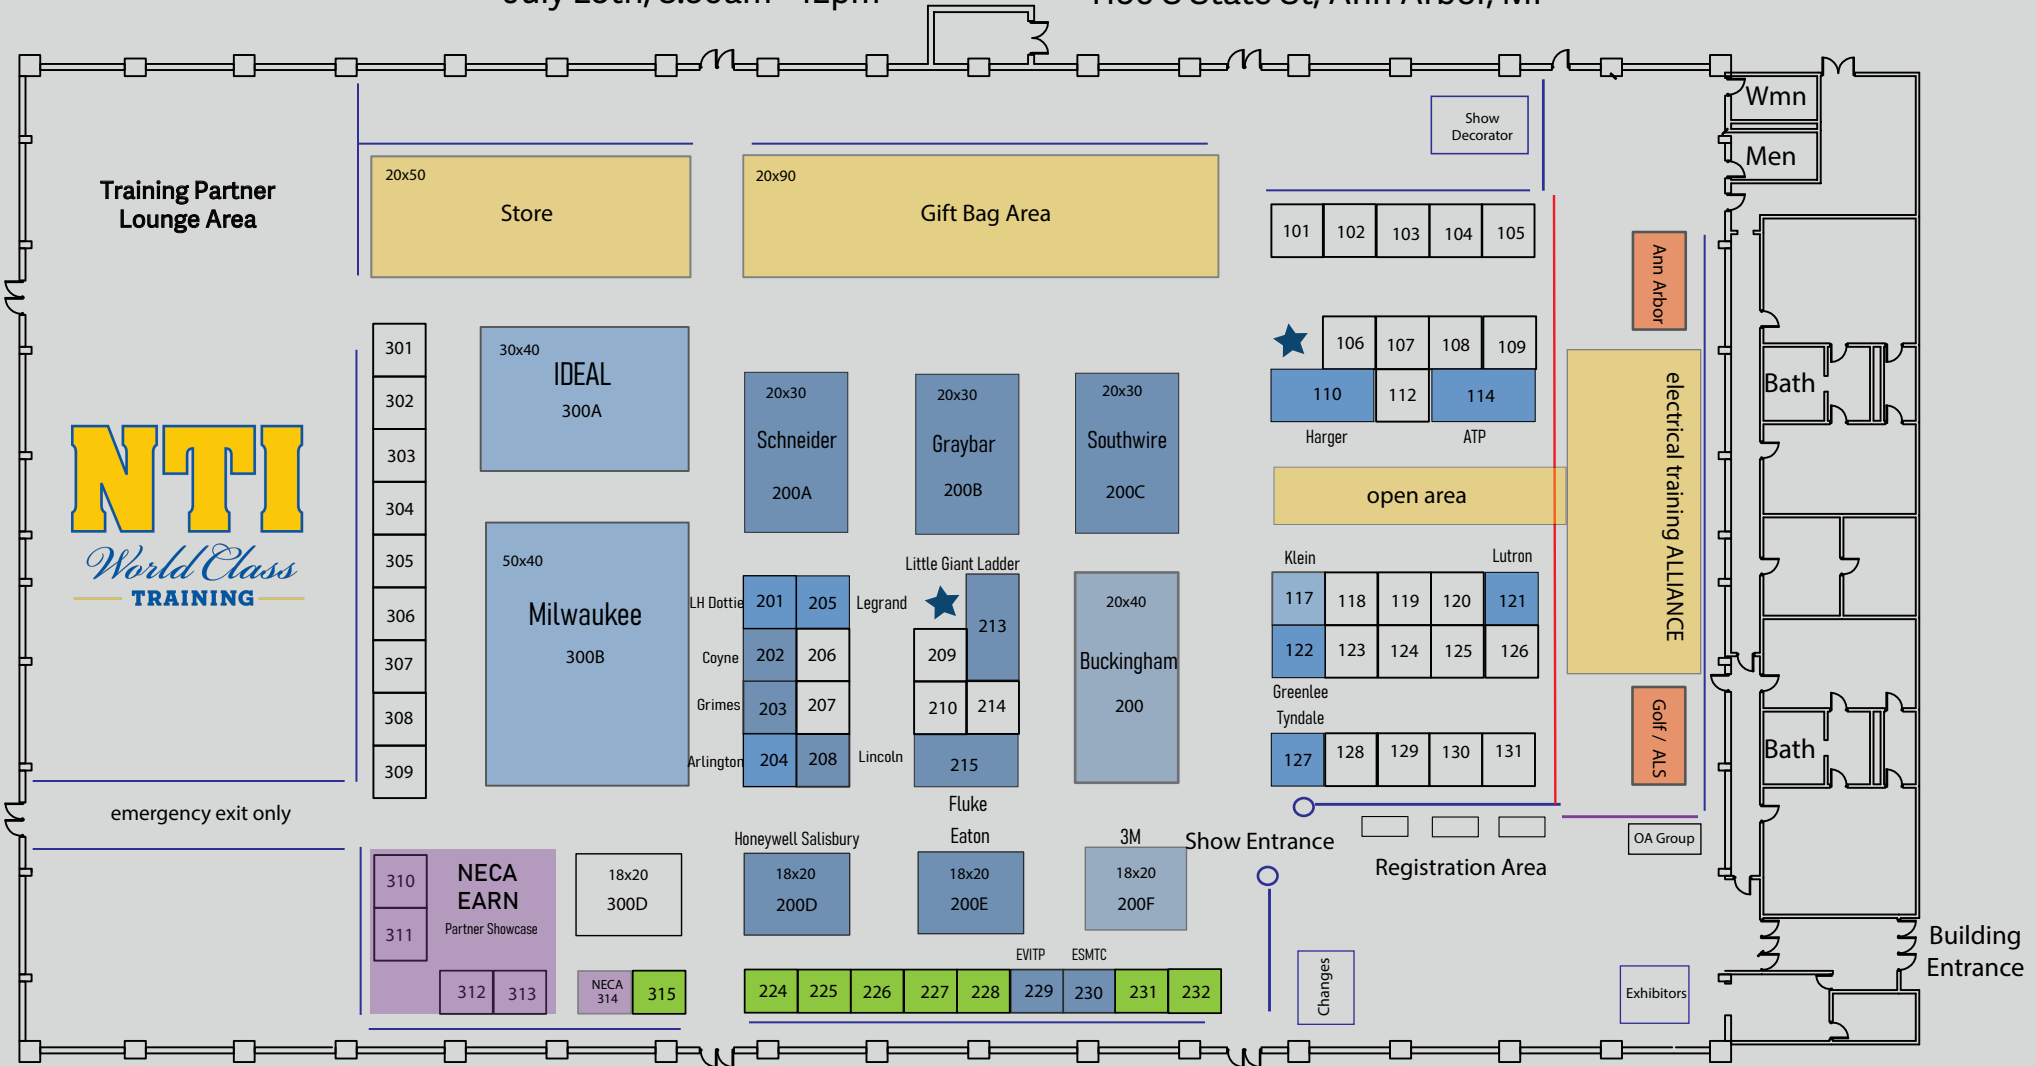 Wmn
Men
Show
Decorator
20x50
Store
20x90
Gift Bag Area
Training Partner
Lounge Area
101
102
103
104
105
Ann Arbor
106
107
108
109
110
112
114
Harger
ATP
electrical training ALLIANCE
Bath
301
302
303
304
305
306
307
308
309
30x40
IDEAL
300A
20x30
Schneider
200A
20x30
Graybar
200B
20x30
Southwire
200C
open area
NTI
World Class
TRAINING
50x40
Milwaukee
300B
LH Dottie
201
205
Legrand
Coyne
202
206
Grimes
203
207
Arlington
204
208
Lincoln
Little Giant Ladder
213
209
210
214
215
Fluke
20x40
Buckingham
200
Klein
Lutron
117
118
119
120
121
122
123
124
125
126
Greenlee
Tyndale
127
128
129
130
131
Golf / ALS
Bath
emergency exit only
Show Entrance
Registration Area
OA Group
310
311
NECA
EARN
Partner Showcase
312
313
18x20
300D
NECA
314
315
Honeywell Salisbury
18x20
200D
Eaton
18x20
200E
3M
18x20
200F
EVITP
ESMTC
224
225
226
227
228
229
230
231
232
Changes
Exhibitors
Building
Entrance